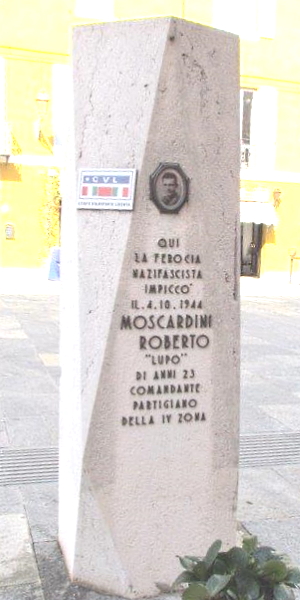 CVL
QUI
LA FEROCIA
NAZIFASCISTA
IMPICCÒ
IL.4.10.1944
MOSCARDINI
ROBERTO
"LUPO"
DI ANNI 23
COMANDANTE
PARTIGIANO
DELLA IV ZONA